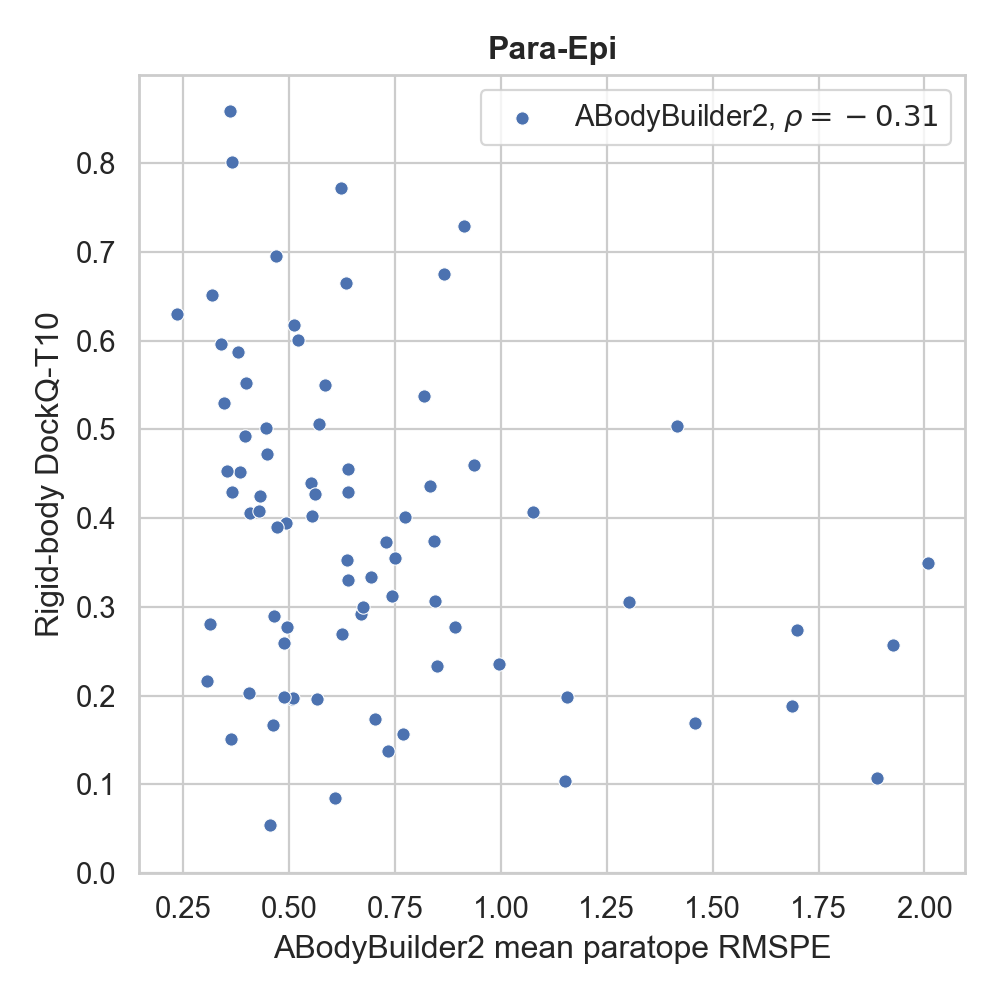 Para-Epi
ABodyBuilder2, ρ = − 0.31
Rigid-body DockQ-T10
0.8
0.7
0.6
0.5
0.4
0.3
0.2
0.1
0.0
0.25 0.50 0.75 1.00 1.25 1.50 1.75 2.00
ABodyBuilder2 mean paratope RMSPE